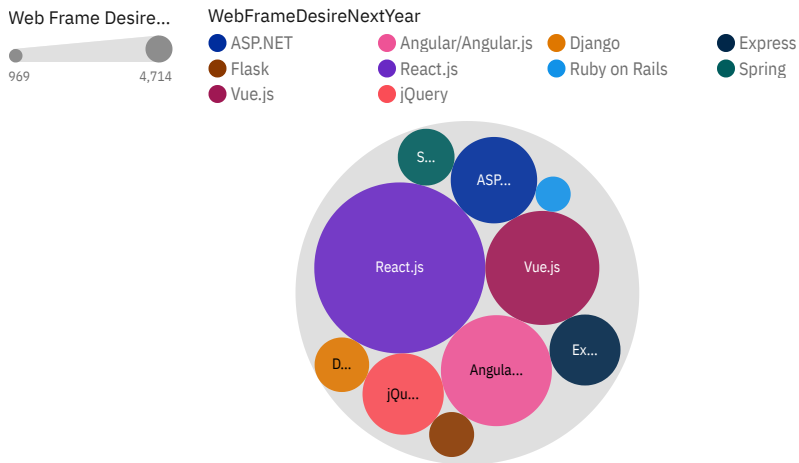 Web Frame Desire...
969 4,714
WebFrameDesireNextYear
ASP.NET Angular/Angular.js Django Express
Flask React.js Ruby on Rails Spring
Vue.js jQuery
S...
ASP...
React.js Vue.js
Ex...
D... Angula...
jQu...